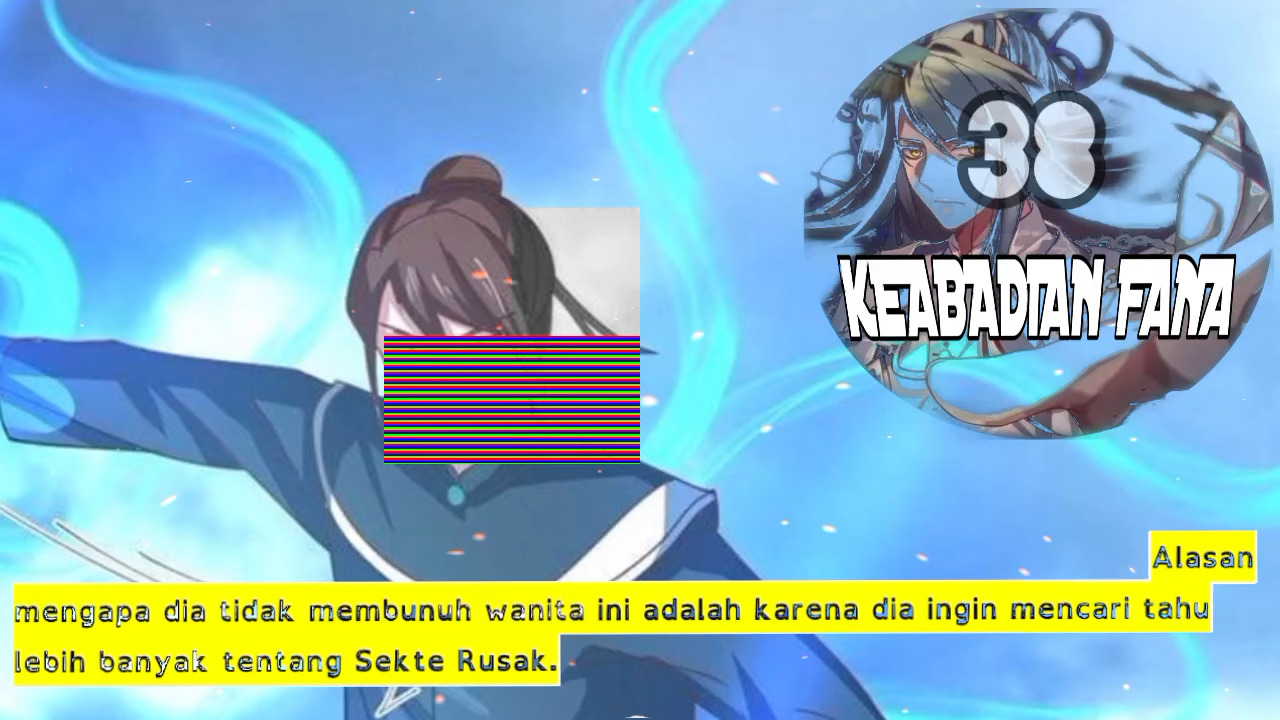 38
KEABADIAN FANA
Alasan
mengapa dia tidak membunuh wanita ini adalah karena dia ingin mencari tahu
lebih banyak tentang Sekte Rusak.